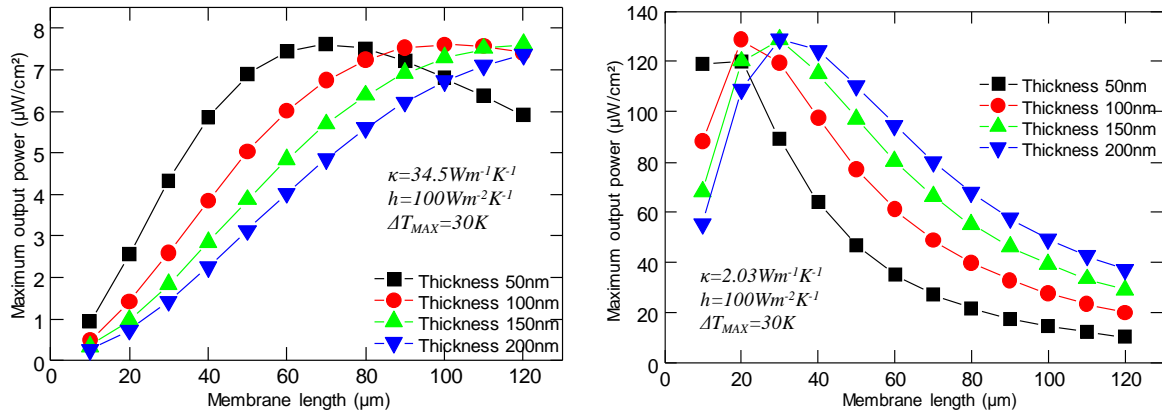 Maximum output power (µW/cm²)
8
7
6
5
4
3
2
1
0
κ=34.5Wm⁻¹K⁻¹
h=100Wm⁻²K⁻¹
ΔT_MAX=30K
Thickness 50nm
Thickness 100nm
Thickness 150nm
Thickness 200nm
0 20 40 60 80 100 120
Membrane length (µm)
Maximum output power (µW/cm²)
140
120
100
80
60
40
20
0
Thickness 50nm
Thickness 100nm
Thickness 150nm
Thickness 200nm
κ=2.03Wm⁻¹K⁻¹
h=100Wm⁻²K⁻¹
ΔT_MAX=30K
0 20 40 60 80 100 120
Membrane length (µm)